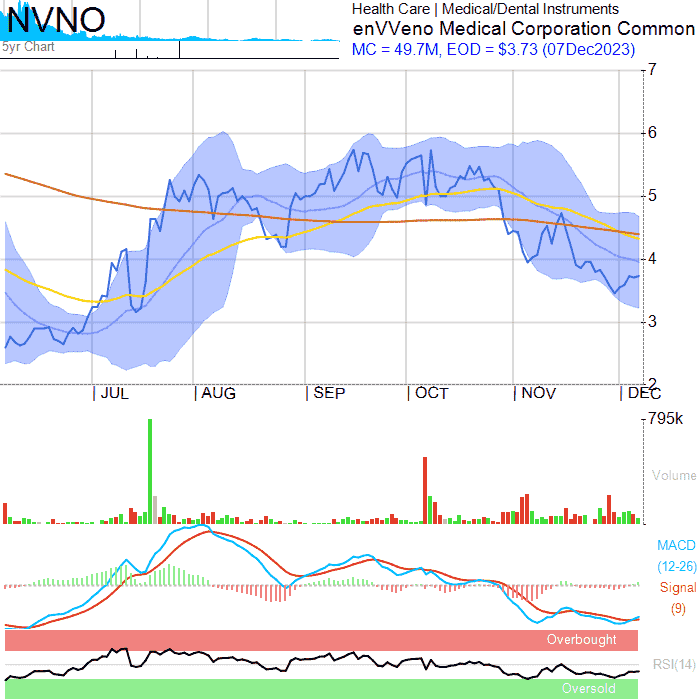 NVNO
5yr Chart
Health Care | Medical/Dental Instruments
enVVeno Medical Corporation Common
MC = 49.7M, EOD = $3.73 (07Dec2023)
7
6
5
4
3
2
JUL AUG SEP OCT NOV DEC
795k
Volume
MACD
(12-26)
Signal
(9)
Overbought
RSI(14)
Oversold